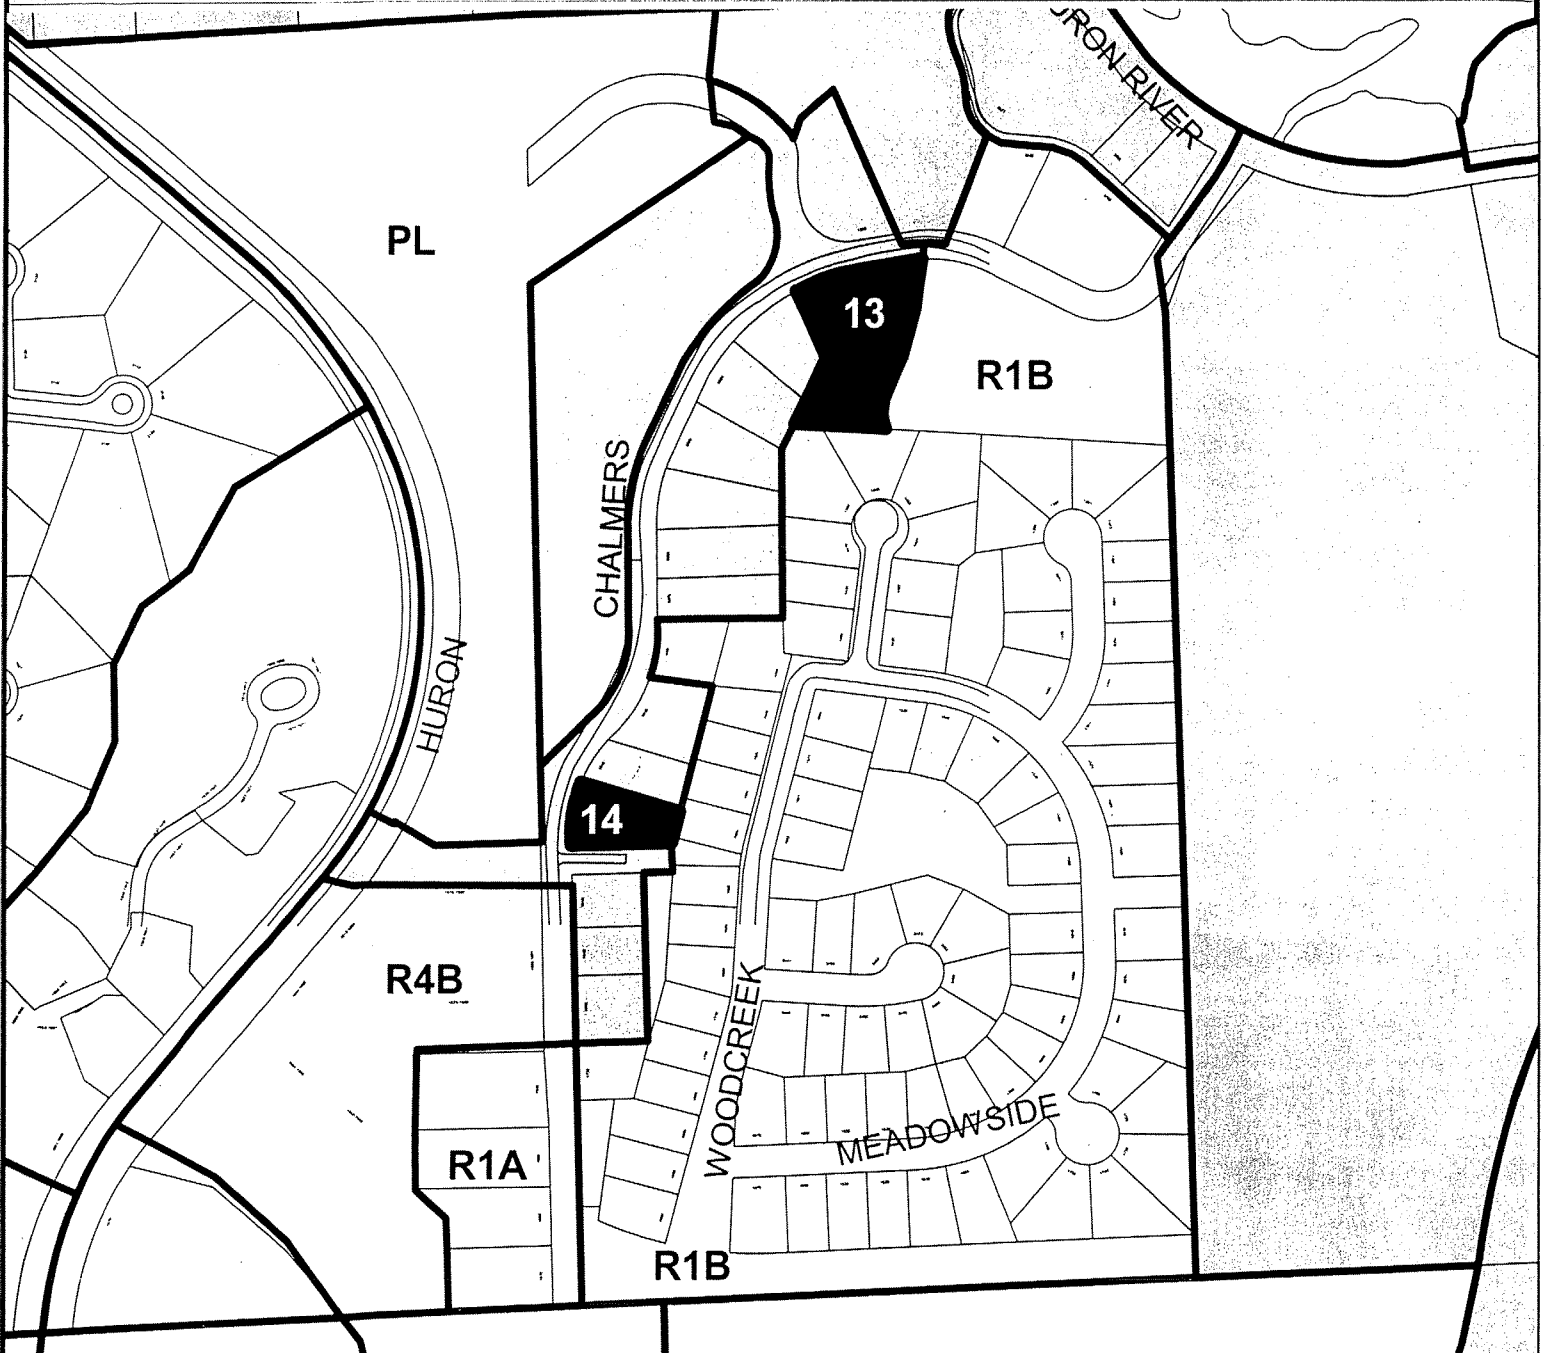 URON RIVER
PL
13
R1B
CHALMERS
HURON
14
R4B
WOODCREEK
MEADOWSIDE
R1A
R1B